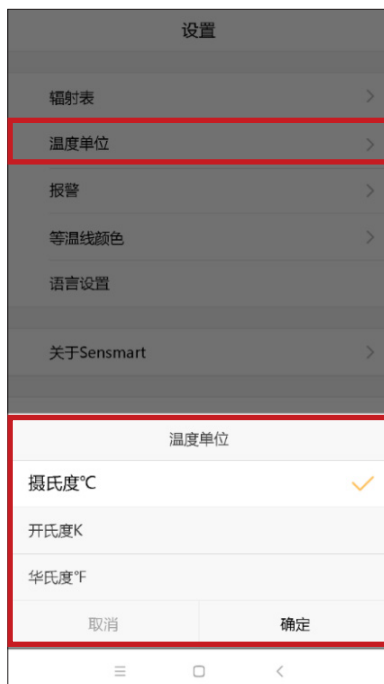 设置
辐射表
温度单位
报警
等温线颜色
语言设置
关于Sensmart
温度单位
摄氏度℃
开氏度K
华氏度℉
取消 确定